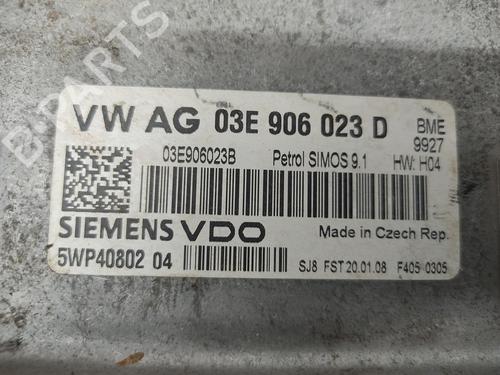 VW AG 03E 906 023 D BME
9927
03E906023B Petrol SIMOS 9.1 HW: H04
SIEMENS VDO Made in Czech Rep.
5WP40802 04 SJ8 FST 20.01.08 F405 0305
B-PARTS